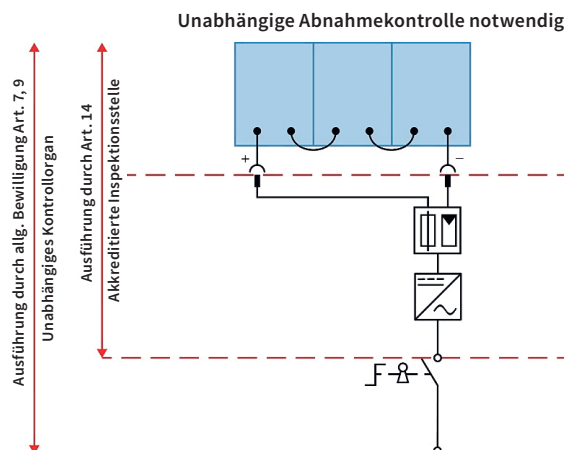 Unabhängige Abnahmekontrolle notwendig
Ausführung durch allg. Bewilligung Art. 7, 9
Unabhängiges Kontrollorgan
Ausführung durch Art. 14
Akkreditierte Inspektionsstelle
+
−